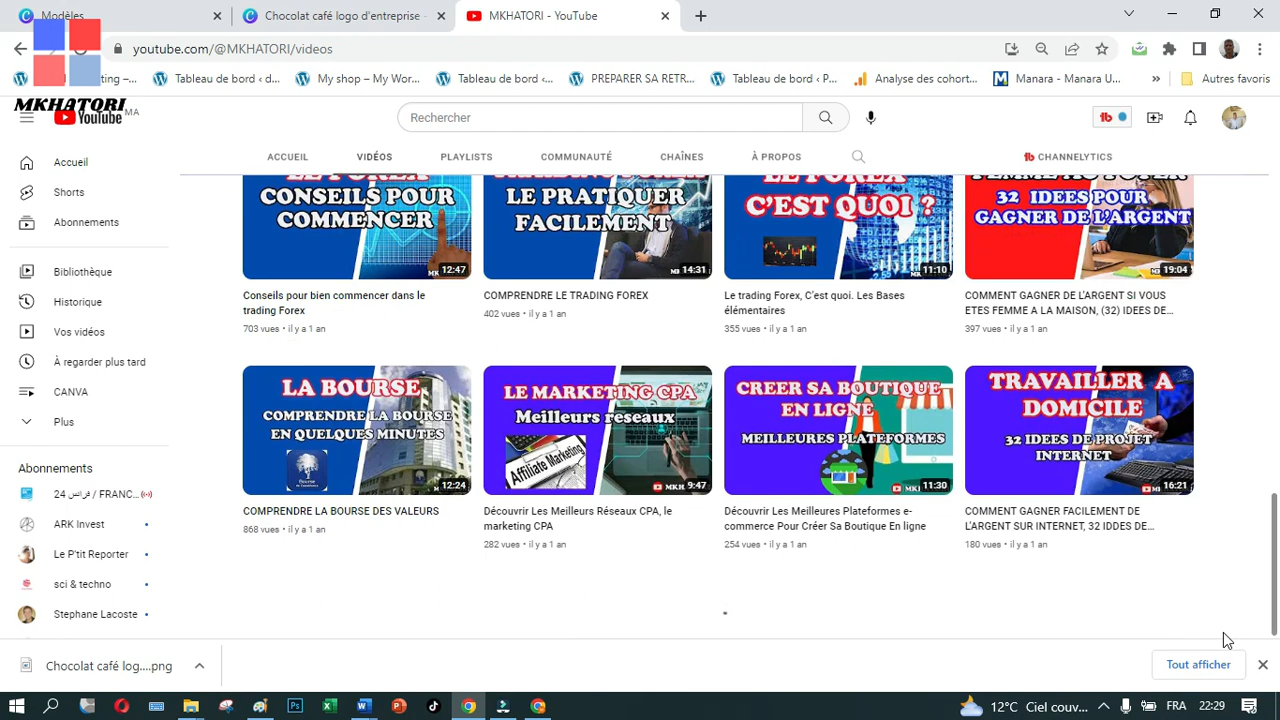 Modèles
Chocolat café logo d'entreprise -
MKHATORI - YouTube
youtube.com/@MKHATORI/videos
Tableau de bord ‹ d...
My shop – My Wor...
Tableau de bord ‹...
PREPARER SA RETR...
Tableau de bord ‹ P...
Analyse des cohort...
Manara - Manara U...
»
Autres favoris
MKHATORI
YouTube MA
Rechercher
ACCUEIL
VIDÉOS
PLAYLISTS
COMMUNAUTÉ
CHAÎNES
À PROPOS
CHANNELYTICS
Accueil
Shorts
Abonnements
Bibliothèque
Historique
Vos vidéos
À regarder plus tard
CANVA
Plus
Abonnements
24 فرانس / FRANC...
ARK Invest
Le P'tit Reporter
sci & techno
Stephane Lacoste
LE FOREX
CONSEILS POUR
COMMENCER
12:47
Conseils pour bien commencer dans le
trading Forex
703 vues • il y a 1 an
LE PRATIQUER
FACILEMENT
14:31
COMPRENDRE LE TRADING FOREX
402 vues • il y a 1 an
LE FOREX
C'EST QUOI ?
11:10
Le trading Forex, C'est quoi. Les Bases
élémentaires
355 vues • il y a 1 an
32 IDEES POUR
GAGNER DE L'ARGENT
19:04
COMMENT GAGNER DE L'ARGENT SI VOUS
ETES FEMME A LA MAISON, (32) IDEES DE...
397 vues • il y a 1 an
LA BOURSE
COMPRENDRE LA BOURSE
EN QUELQUES MINUTES
12:24
COMPRENDRE LA BOURSE DES VALEURS
868 vues • il y a 1 an
LE MARKETING CPA
Meilleurs reseaux
Affiliate Marketing
MKH
9:47
Découvrir Les Meilleurs Réseaux CPA, le
marketing CPA
282 vues • il y a 1 an
CREER SA BOUTIQUE
EN LIGNE
MEILLEURES PLATEFORMES
11:30
Découvrir Les Meilleures Plateformes e-
commerce Pour Créer Sa Boutique En ligne
254 vues • il y a 1 an
TRAVAILLER A
DOMICILE
32 IDEES DE PROJET
INTERNET
16:21
COMMENT GAGNER FACILEMENT DE
L'ARGENT SUR INTERNET, 32 IDDES DE...
180 vues • il y a 1 an
Chocolat café log....png
Tout afficher
12°C Ciel couv...
FRA
22:29